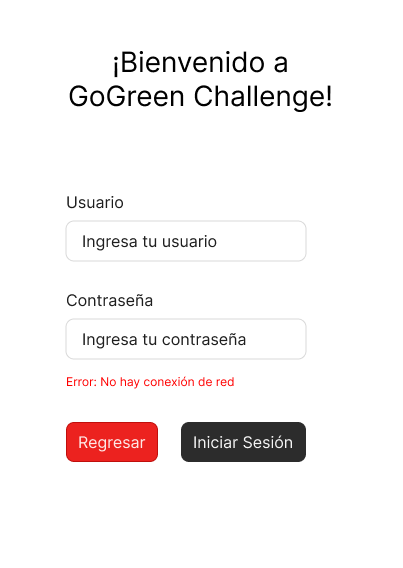 ¡Bienvenido a
GoGreen Challenge!
Usuario
Ingresa tu usuario
Contraseña
Ingresa tu contraseña
Error: No hay conexión de red
Regresar
Iniciar Sesión